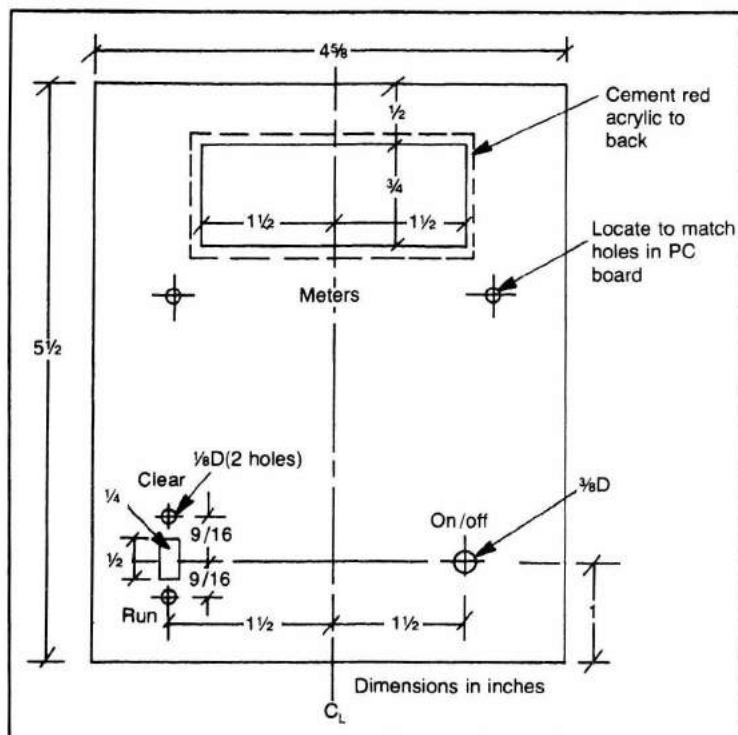 4⅝
½
Cement red
acrylic to
back
¾
1½ 1½
Locate to match
holes in PC
board
Meters
5½
⅛D(2 holes)
Clear
¼
⅜D
On/off
9/16
½
9/16
Run
1½ 1½
1
Dimensions in inches
CL